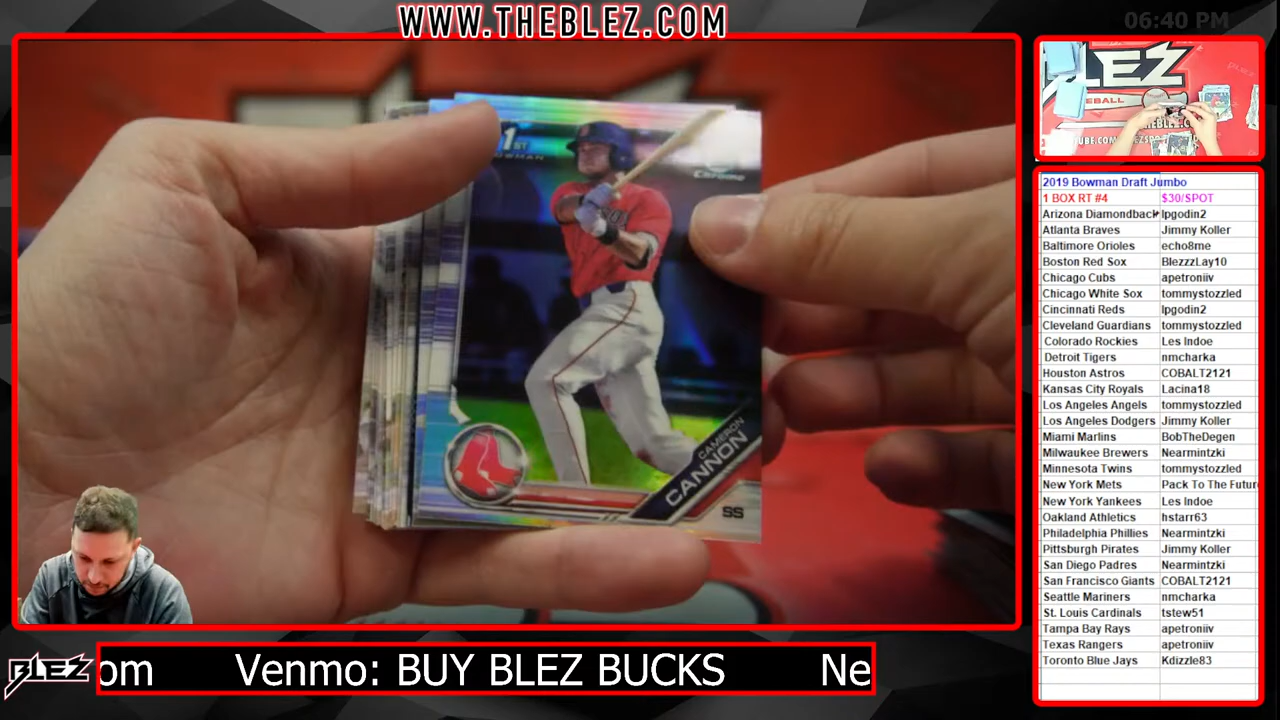 WWW.THEBLEZ.COM
06:40 PM
1ST
BOWMAN
Chrome
CAMERON
CANNON
SS
LEZ
EBALL
THEBLEZ.CO
2019 Bowman Draft Jumbo
1 BOX RT #4 $30/SPOT
Arizona Diamondback lpgodin2
Atlanta Braves Jimmy Koller
Baltimore Orioles echo8me
Boston Red Sox BlezzzLay10
Chicago Cubs apetroniiv
Chicago White Sox tommystozzled
Cincinnati Reds lpgodin2
Cleveland Guardians tommystozzled
Colorado Rockies Les Indoe
Detroit Tigers nmcharka
Houston Astros COBALT2121
Kansas City Royals Lacina18
Los Angeles Angels tommystozzled
Los Angeles Dodgers Jimmy Koller
Miami Marlins BobTheDegen
Milwaukee Brewers Nearmintzki
Minnesota Twins tommystozzled
New York Mets Pack To The Futur
New York Yankees Les Indoe
Oakland Athletics hstarr63
Philadelphia Phillies Nearmintzki
Pittsburgh Pirates Jimmy Koller
San Diego Padres Nearmintzki
San Francisco Giants COBALT2121
Seattle Mariners nmcharka
St. Louis Cardinals tstew51
Tampa Bay Rays apetroniiv
Texas Rangers apetroniiv
Toronto Blue Jays Kdizzle83
BLEZ
om Venmo: BUY BLEZ BUCKS Ne